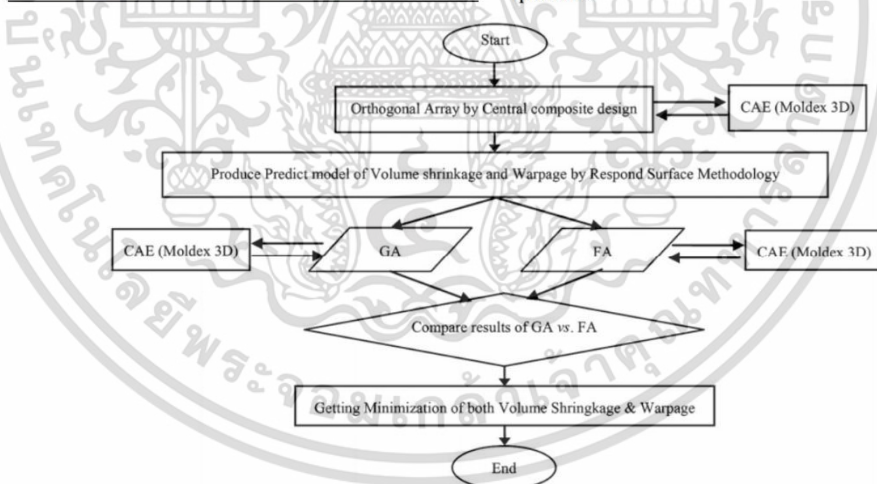 Start
Orthogonal Array by Central composite design
CAE (Moldex 3D)
Produce Predict model of Volume shrinkage and Warpage by Respond Surface Methodology
CAE (Moldex 3D)
GA
FA
CAE (Moldex 3D)
Compare results of GA vs. FA
Getting Minimization of both Volume Shringkage & Warpage
End